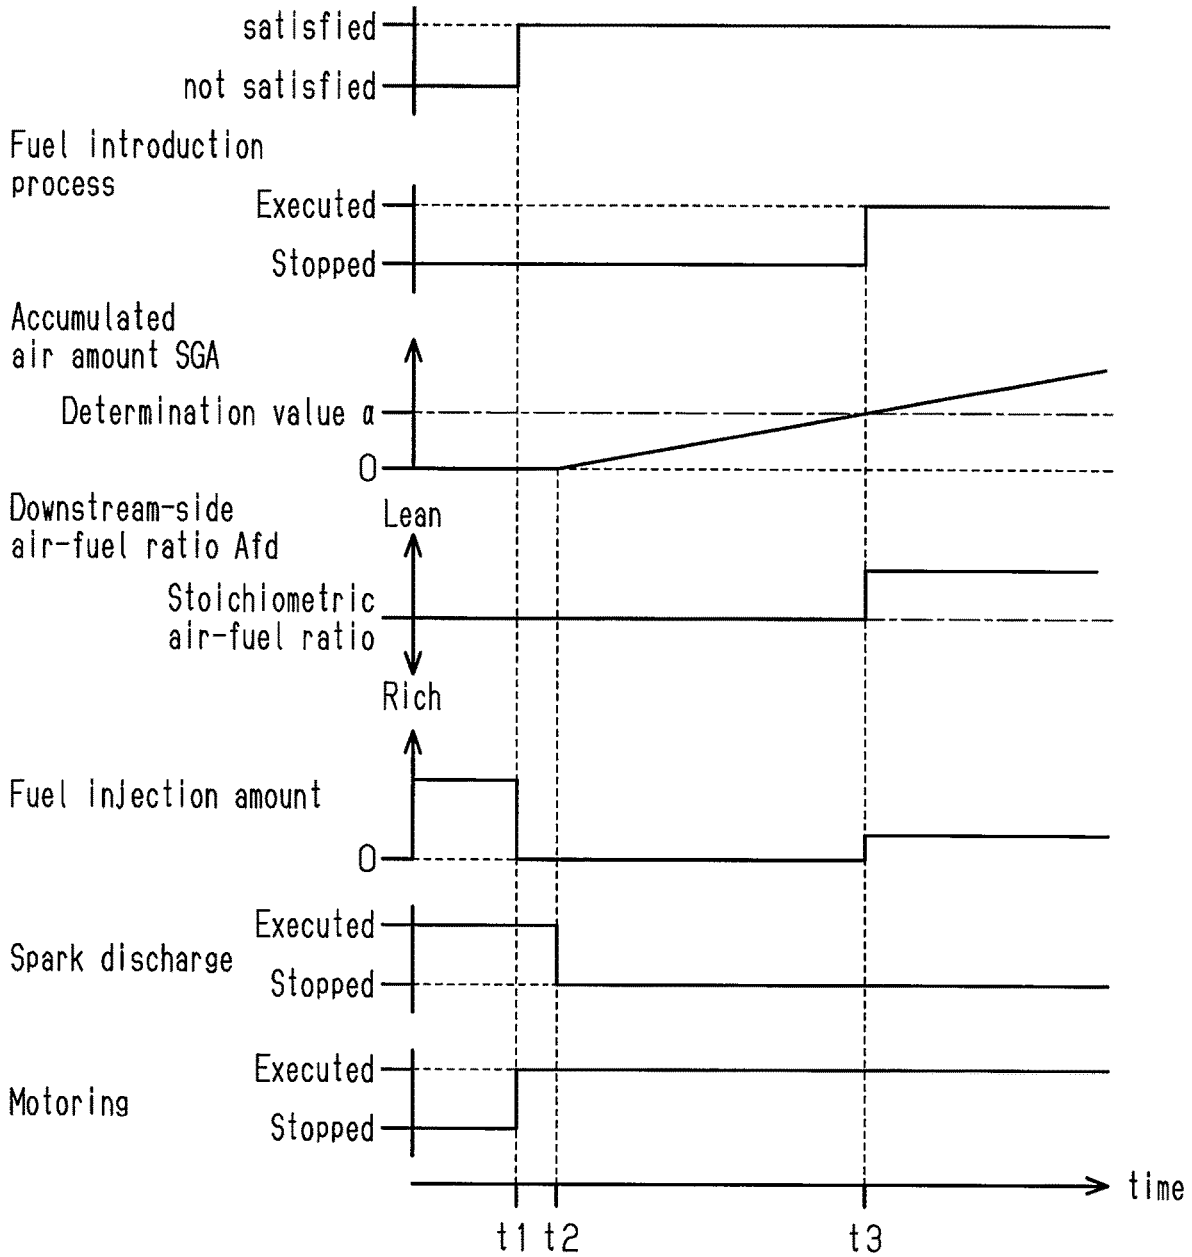 satisfied
not satisfied
Fuel introduction
process
Executed
Stopped
Accumulated
air amount SGA
Determination value α
0
Downstream-side
air-fuel ratio Afd
Lean
Stoichiometric
air-fuel ratio
Rich
Fuel injection amount
0
Spark discharge
Executed
Stopped
Motoring
Executed
Stopped
time
t1 t2 t3